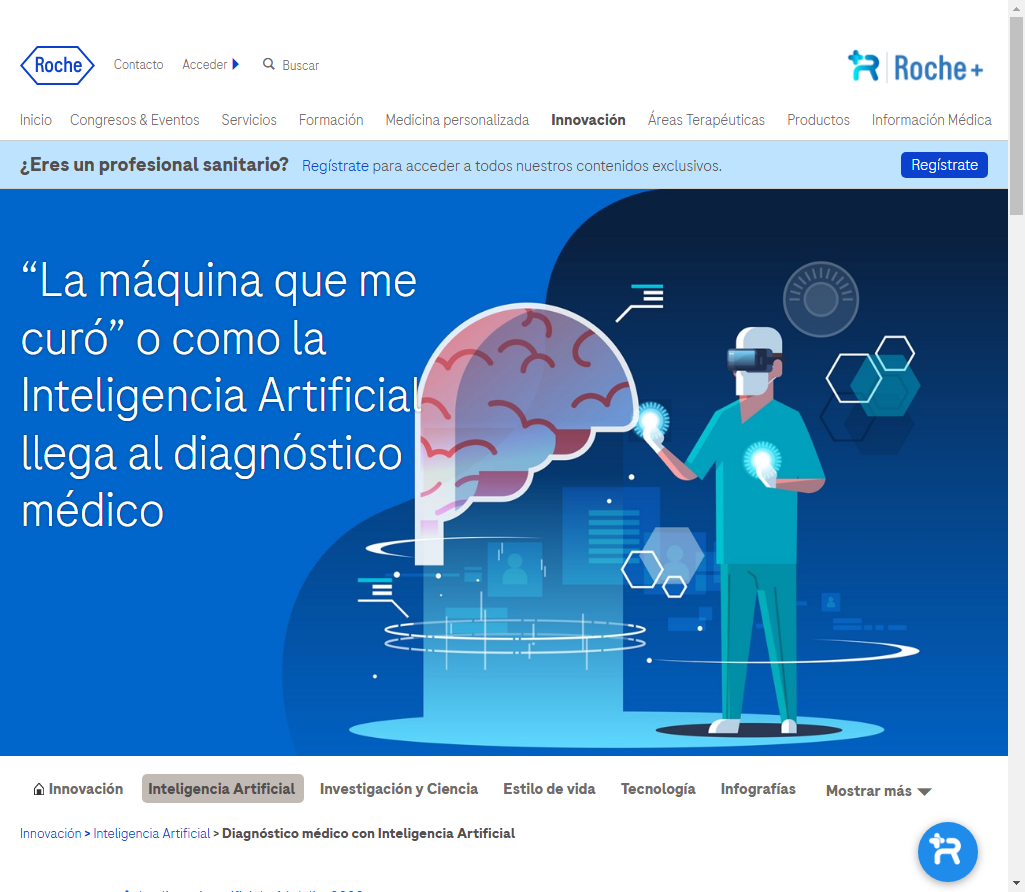 Roche
Contacto
Acceder
Buscar
Roche+
Inicio
Congresos & Eventos
Servicios
Formación
Medicina personalizada
Innovación
Áreas Terapéuticas
Productos
Información Médica
¿Eres un profesional sanitario? Regístrate para acceder a todos nuestros contenidos exclusivos.
Regístrate
“La máquina que me
curó” o como la
Inteligencia Artificial
llega al diagnóstico
médico
Innovación
Inteligencia Artificial
Investigación y Ciencia
Estilo de vida
Tecnología
Infografías
Mostrar más
Innovación > Inteligencia Artificial > Diagnóstico médico con Inteligencia Artificial